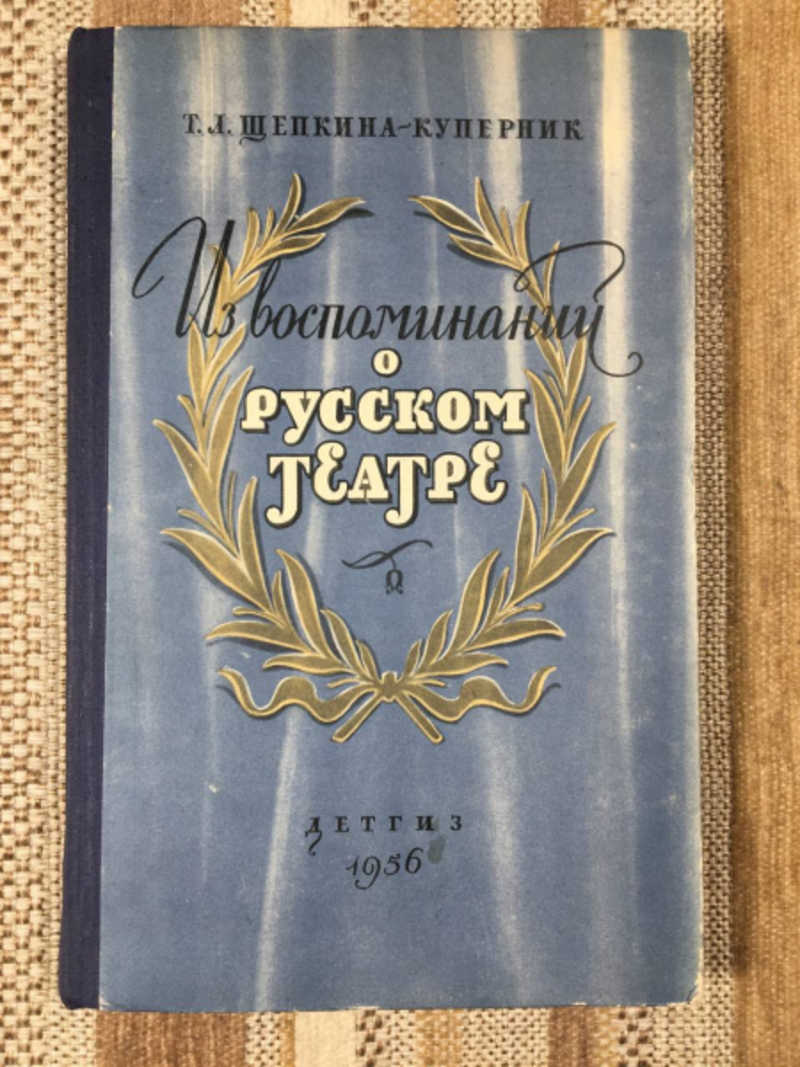 Т.Л. ЩЕПКИНА-КУПЕРНИК
Из воспоминаний
О
РУССКОМ
ТЕАТРЕ
ДЕТГИЗ
1956